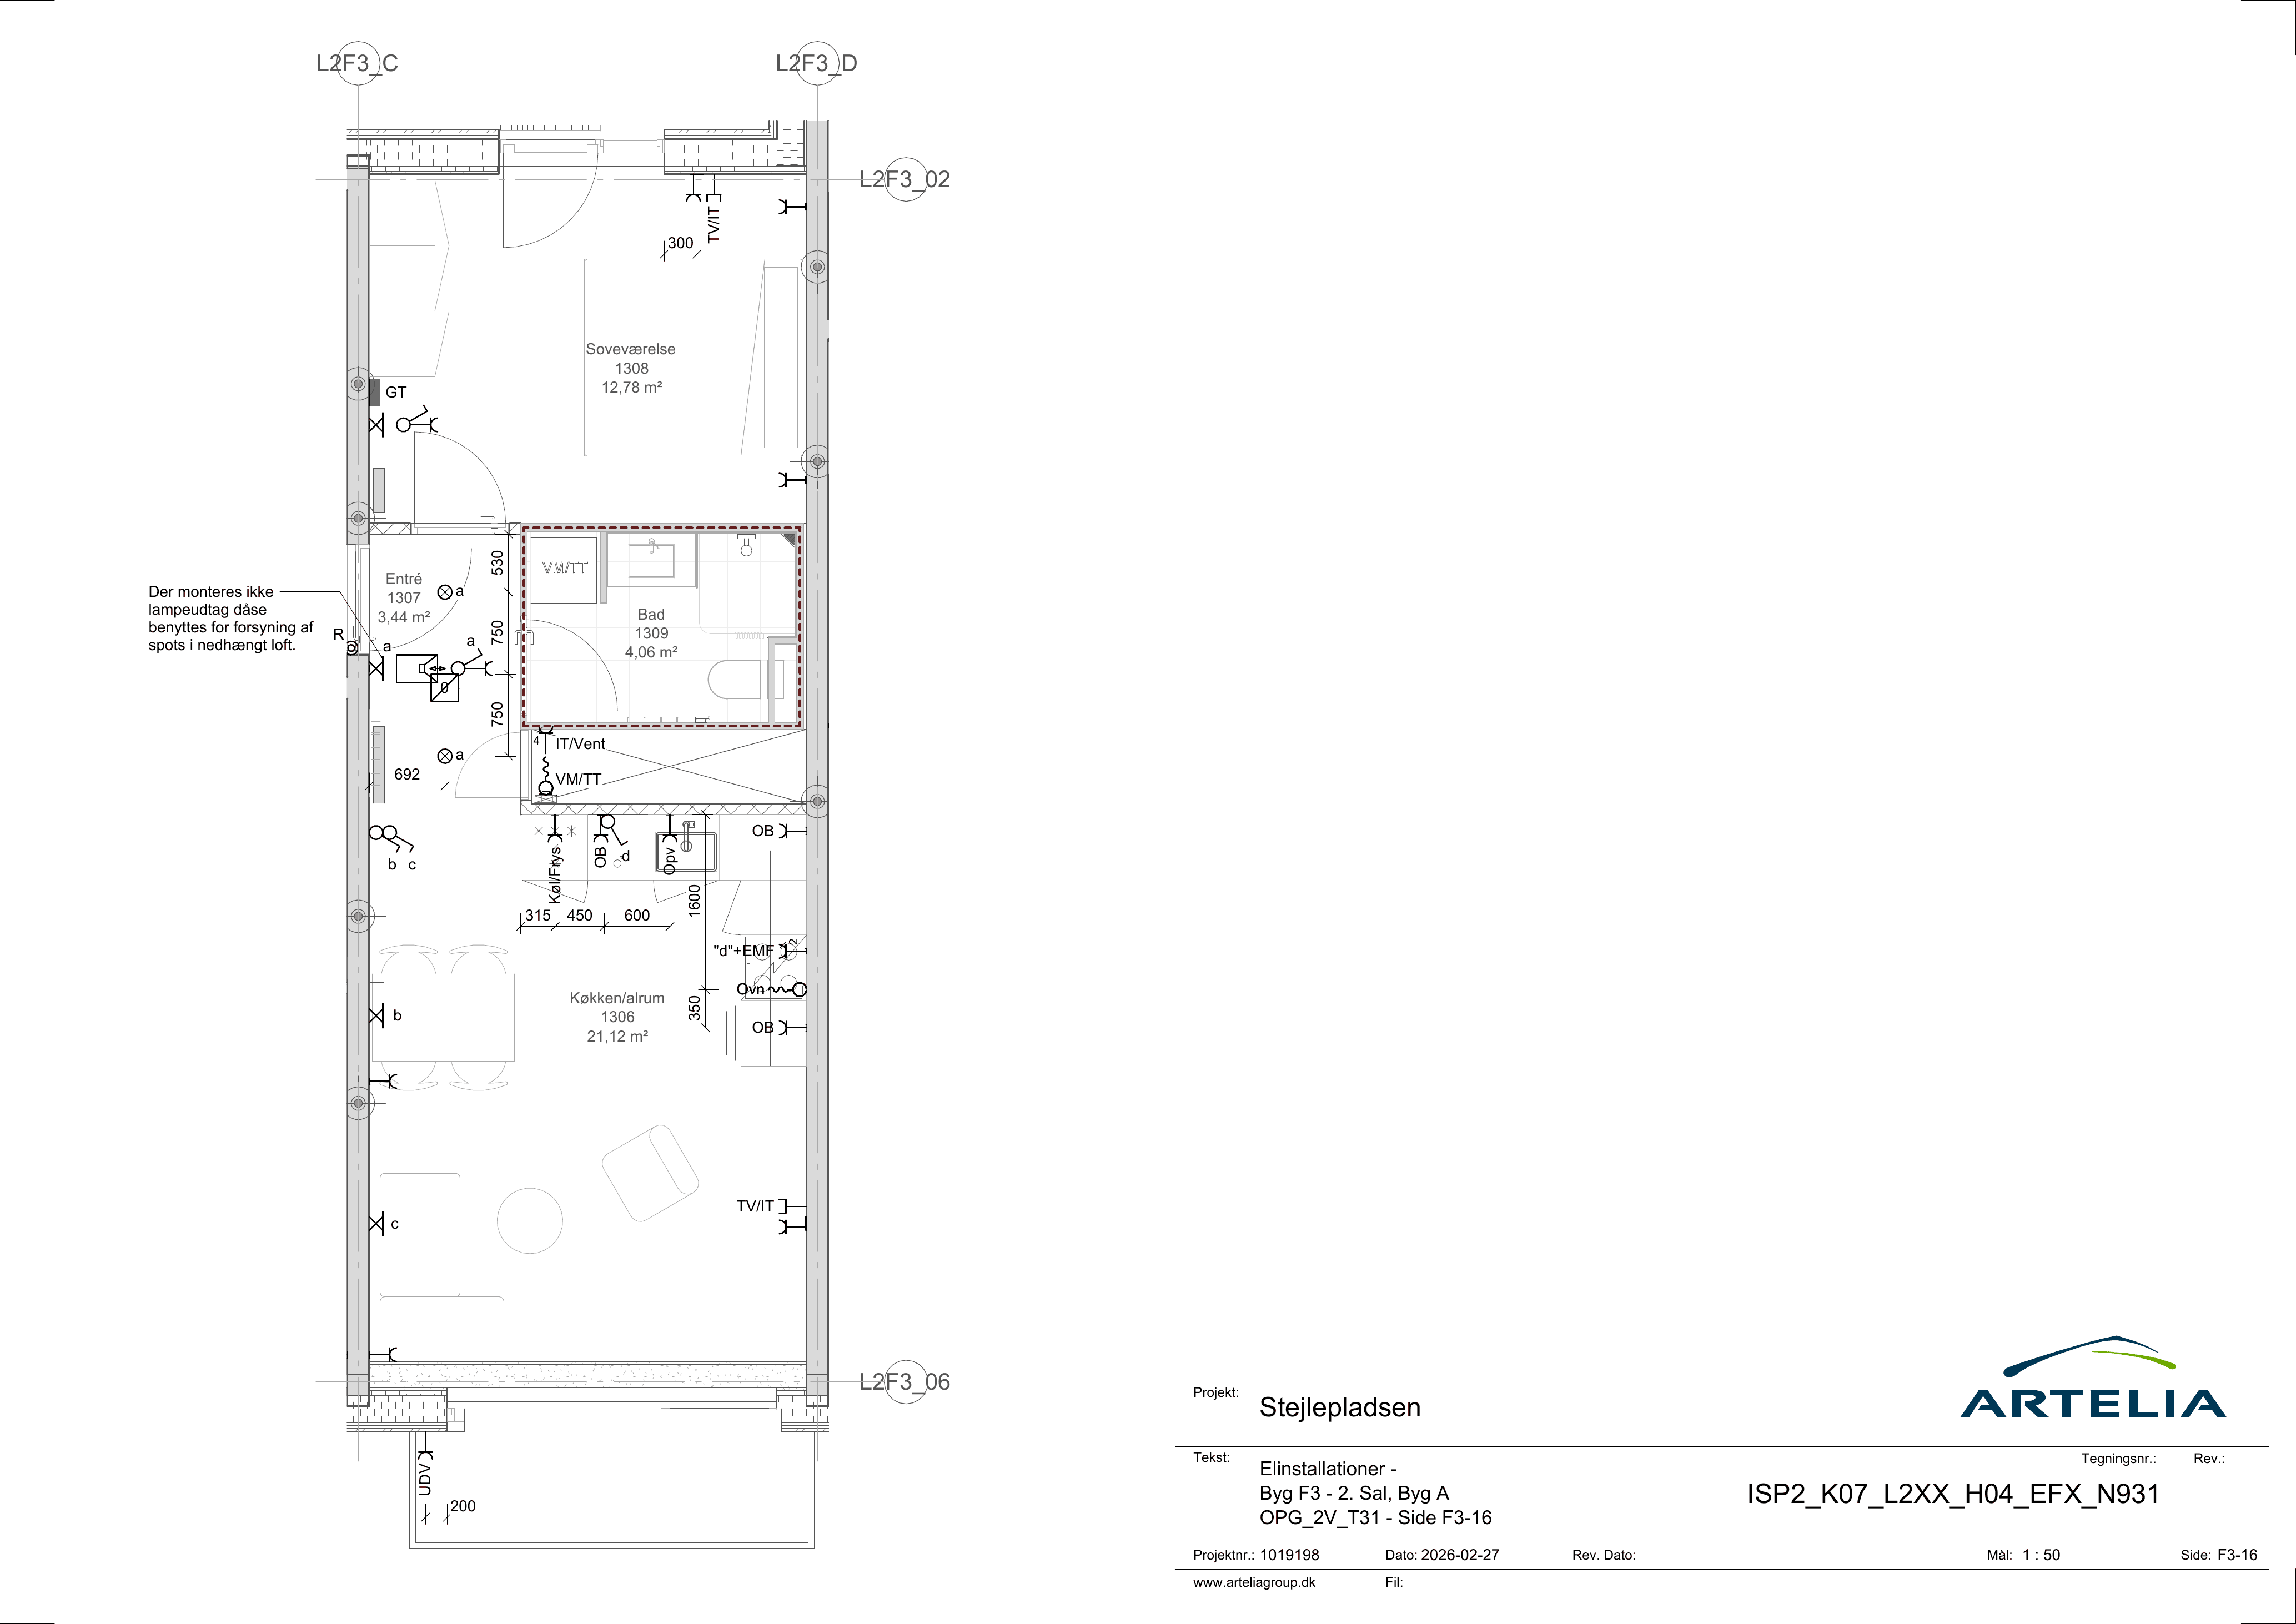 L2F3_C
L2F3_D
L2F3_02
TV/IT
300
Soveværelse
1308
12,78 m²
GT
530
VM/TT
Entré
1307
3,44 m²
a
Der monteres ikke
lampeudtag dåse
benyttes for forsyning af
spots i nedhængt loft.
R
a
a
750
Bad
1309
4,06 m²
0
750
4
IT/Vent
a
VM/TT
692
b c
Køl/Frys
OB
d
Opv
OB
1600
315
450
600
"d"+EMF
2
Ovn
350
OB
Køkken/alrum
1306
21,12 m²
b
TV/IT
c
L2F3_06
UDV
200
ARTELIA
Projekt:
Stejlepladsen
Tekst:
Elinstallationer -
Byg F3 - 2. Sal, Byg A
OPG_2V_T31 - Side F3-16
Tegningsnr.:
Rev.:
ISP2_K07_L2XX_H04_EFX_N931
Projektnr.: 1019198
Dato: 2026-02-27
Rev. Dato:
Mål: 1 : 50
Side: F3-16
www.arteliagroup.dk
Fil: